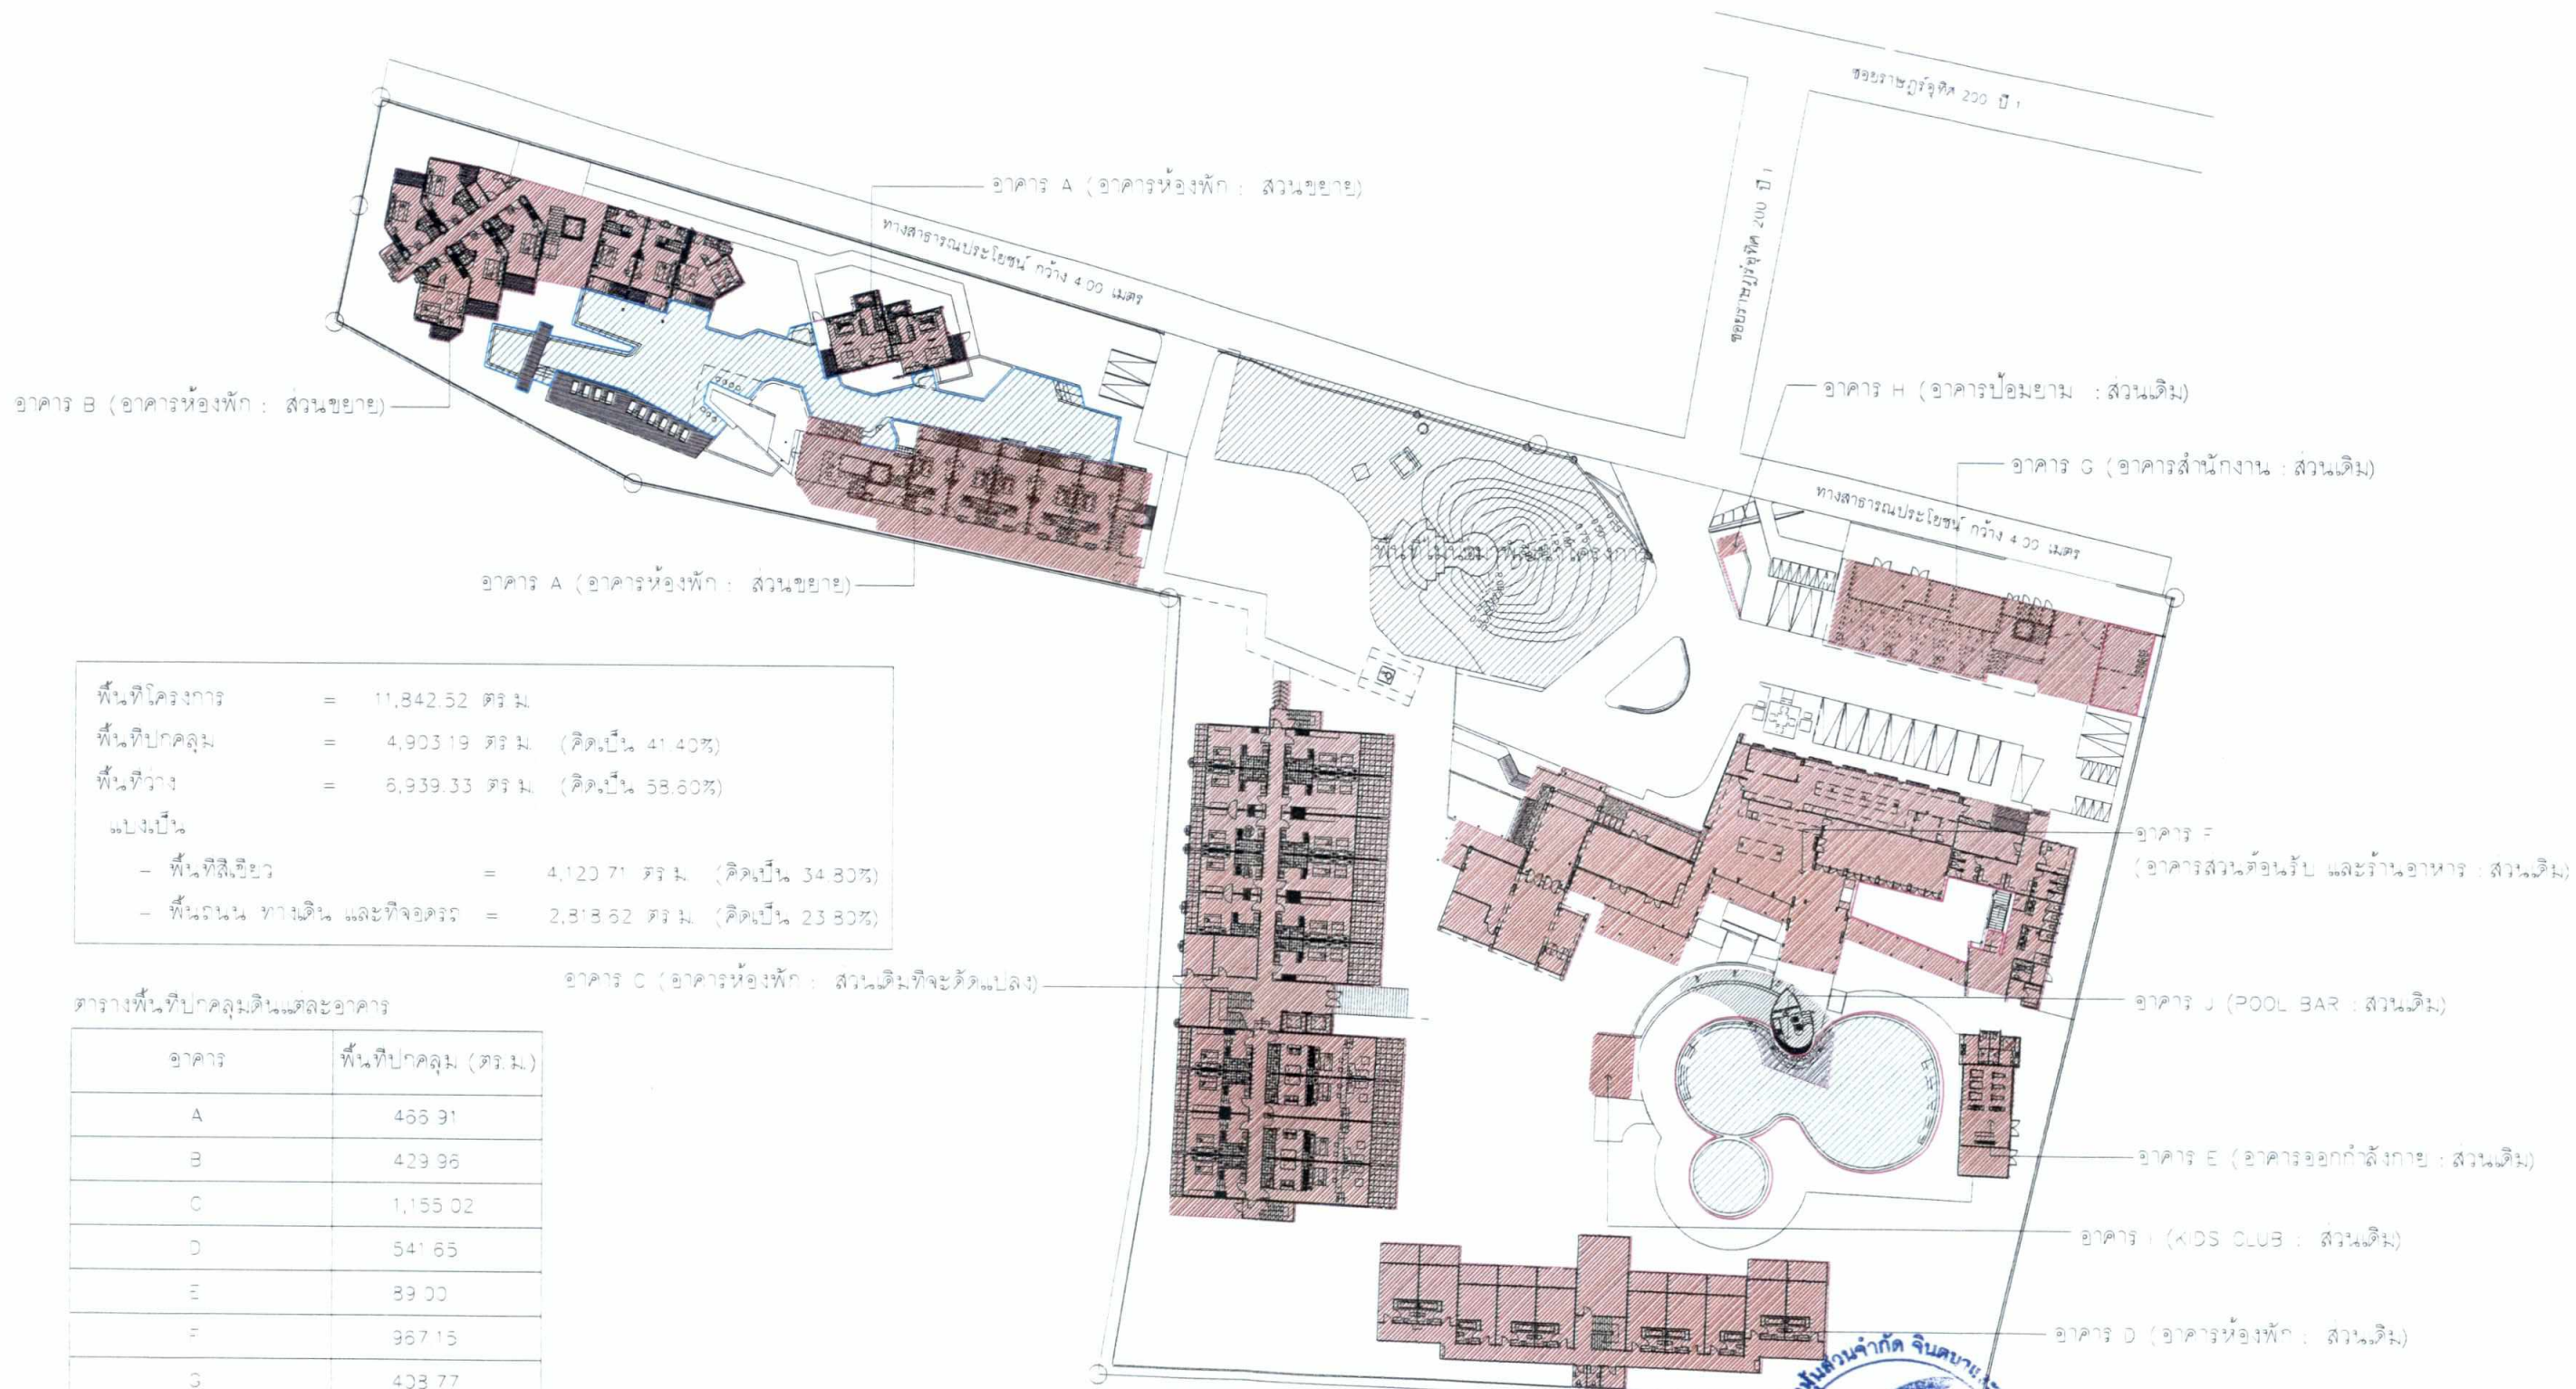 ซอยราษฎร์อุทิศ 200 ปี 1
ซอยราษฎร์อุทิศ 200 ปี 1
อาคาร A (อาคารห้องพัก : ส่วนขยาย)
ทางสาธารณประโยชน์ กว้าง 4.00 เมตร
อาคาร B (อาคารห้องพัก : ส่วนขยาย)
อาคาร H (อาคารป้อมยาม : ส่วนเดิม)
อาคาร G (อาคารสำนักงาน : ส่วนเดิม)
ทางสาธารณประโยชน์ กว้าง 4.00 เมตร
อาคาร A (อาคารห้องพัก : ส่วนขยาย)
พื้นที่โครงการ = 11,842.52 ตร.ม.
พื้นที่ปกคลุม = 4,903.19 ตร.ม. (คิดเป็น 41.40%)
พื้นที่ว่าง = 6,939.33 ตร.ม. (คิดเป็น 58.60%)
แบ่งเป็น
- พื้นที่สีเขียว = 4,120.71 ตร.ม. (คิดเป็น 34.80%)
- พื้นถนน ทางเดิน และที่จอดรถ = 2,818.62 ตร.ม. (คิดเป็น 23.80%)
อาคาร F
(อาคารส่วนต้อนรับ และร้านอาหาร : ส่วนเดิม)
อาคาร C (อาคารห้องพัก : ส่วนเดิมที่จะดัดแปลง)
อาคาร J (POOL BAR : ส่วนเดิม)
ตารางพื้นที่ปกคลุมดินแต่ละอาคาร
อาคาร พื้นที่ปกคลุม (ตร.ม.)
A 466.91
B 429.96
C 1,155.02
D 541.65
E 89.00
F 967.15
G 408.77
อาคาร E (อาคารออกกำลังกาย : ส่วนเดิม)
อาคาร I (KIDS CLUB : ส่วนเดิม)
อาคาร D (อาคารห้องพัก : ส่วนเดิม)